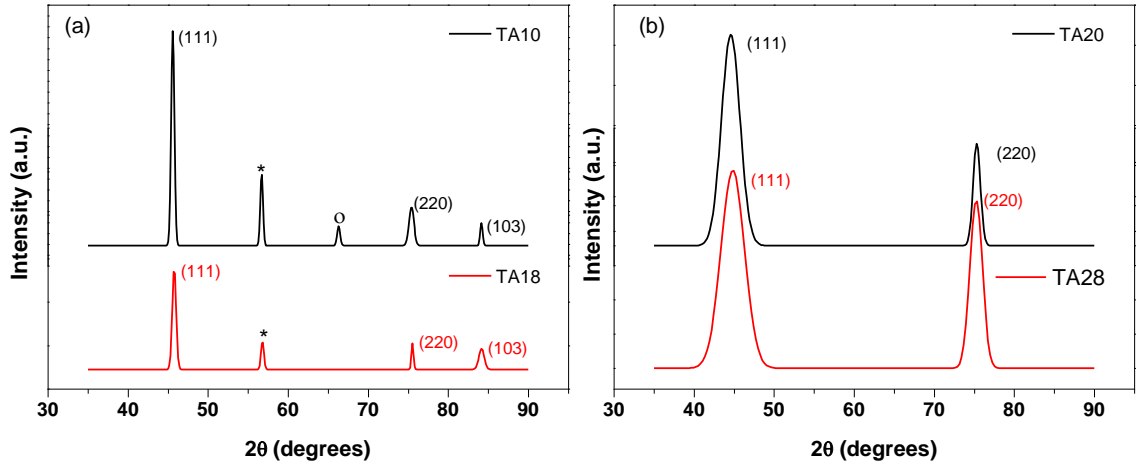 (a)
TA10
(111)
*
o
(220)
(103)
TA18
(111)
*
(220)
(103)
Intensity (a.u.)
30 40 50 60 70 80 90
2θ (degrees)
(b)
TA20
(111)
(220)
(111)
(220)
TA28
Intensity (a.u.)
30 40 50 60 70 80 90
2θ (degrees)